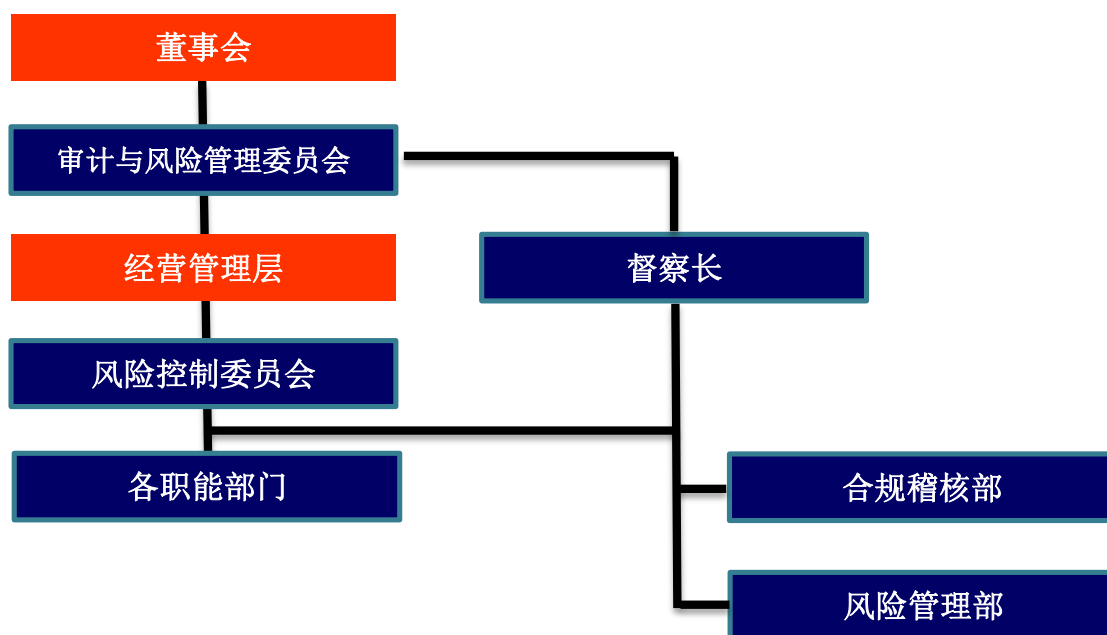 董事会
审计与风险管理委员会
经营管理层
督察长
风险控制委员会
各职能部门
合规稽核部
风险管理部